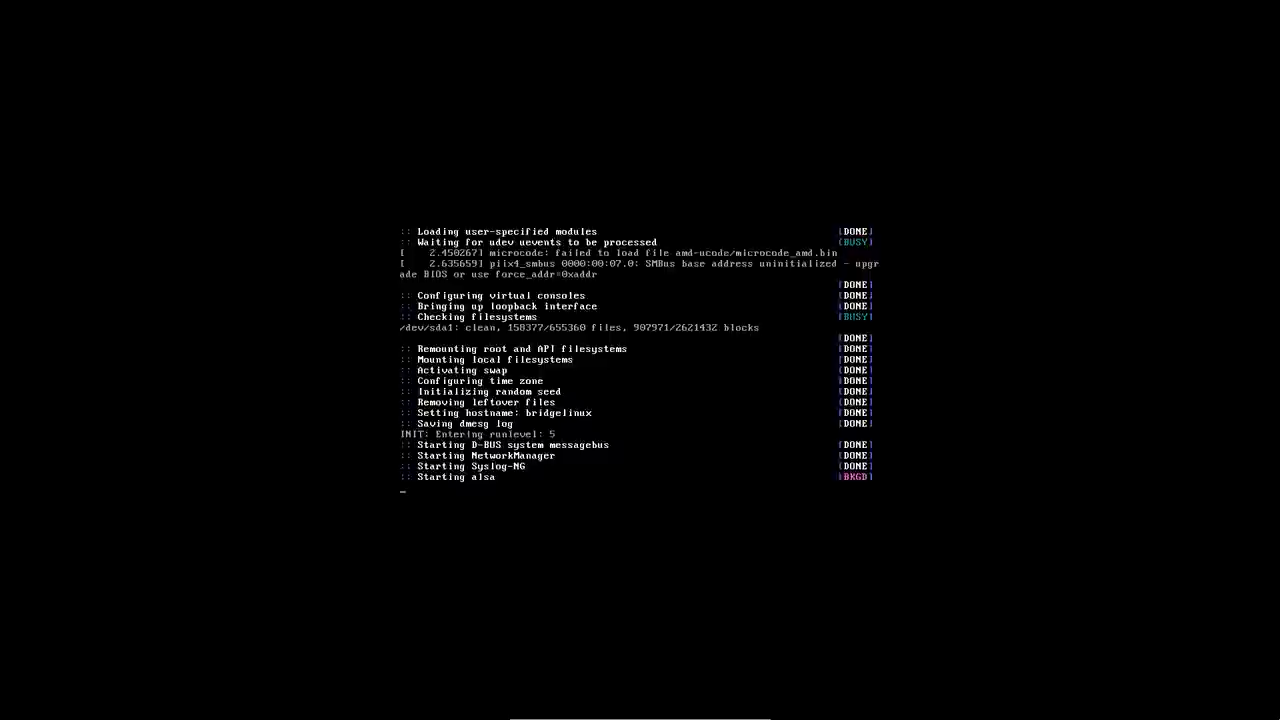 :: Loading user-specified modules [DONE]
:: Waiting for udev uevents to be processed [BUSY]
[    2.450267] microcode: failed to load file amd-ucode/microcode_amd.bin
[    2.635659] piix4_smbus 0000:00:07.0: SMBus base address uninitialized - upgr
ade BIOS or use force_addr=0xaddr
[DONE]
:: Configuring virtual consoles [DONE]
:: Bringing up loopback interface [DONE]
:: Checking filesystems [BUSY]
/dev/sda1: clean, 158377/655360 files, 907971/2621432 blocks
[DONE]
:: Remounting root and API filesystems [DONE]
:: Mounting local filesystems [DONE]
:: Activating swap [DONE]
:: Configuring time zone [DONE]
:: Initializing random seed [DONE]
:: Removing leftover files [DONE]
:: Setting hostname: bridgelinux [DONE]
:: Saving dmesg log [DONE]
INIT: Entering runlevel: 5
:: Starting D-BUS system messagebus [DONE]
:: Starting NetworkManager [DONE]
:: Starting Syslog-NG [DONE]
:: Starting alsa [BKGD]